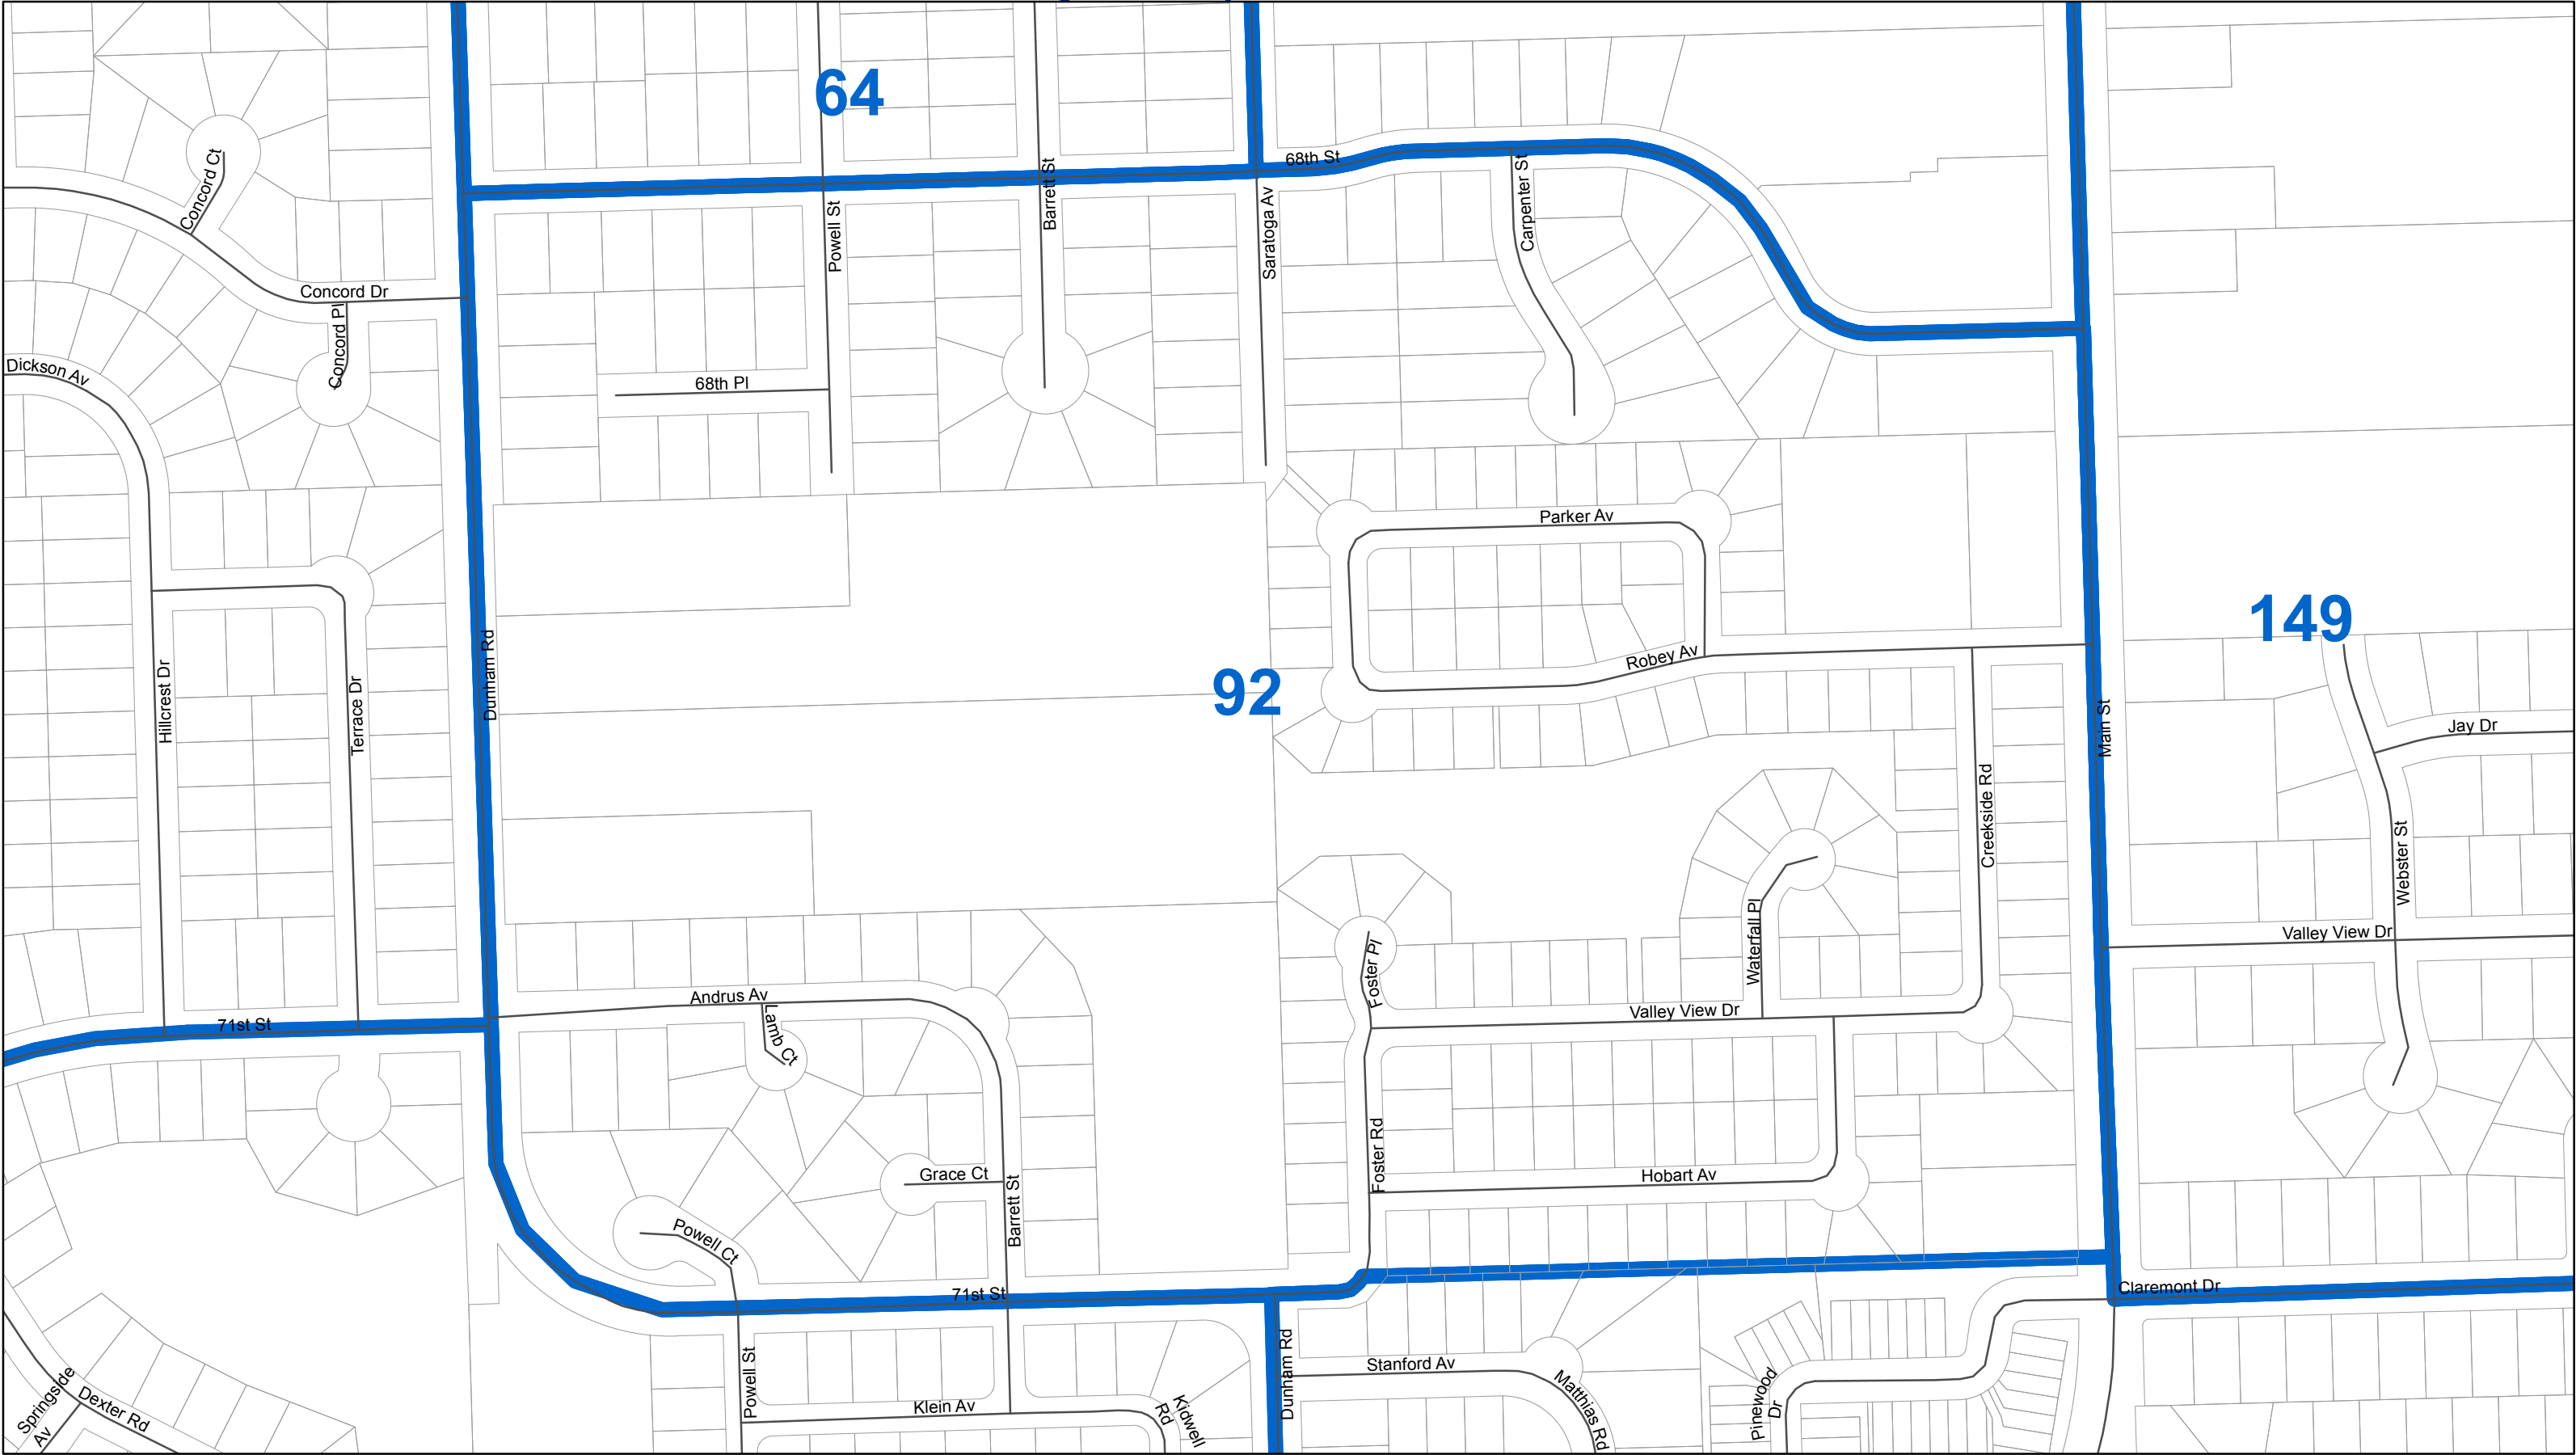 64
68th St
Concord Ct
Barrett St
Carpenter St
Powell St
Saratoga Av
Concord Dr
Concord Pl
Dickson Av
68th Pl
Parker Av
149
Robey Av
92
Hillcrest Dr
Terrace Dr
Dunham Rd
Main St
Jay Dr
Creekside Rd
Webster St
Valley View Dr
Waterfall Pl
Foster Pl
Andrus Av
Lamb Ct
Valley View Dr
71st St
Foster Rd
Grace Ct
Hobart Av
Barrett St
Powell Ct
71st St
Claremont Dr
Dunham Rd
Stanford Av
Powell St
Matthias Rd
Pinewood
Dr
Klein Av
Kidwell
Rd
Springside
Av
Dexter Rd